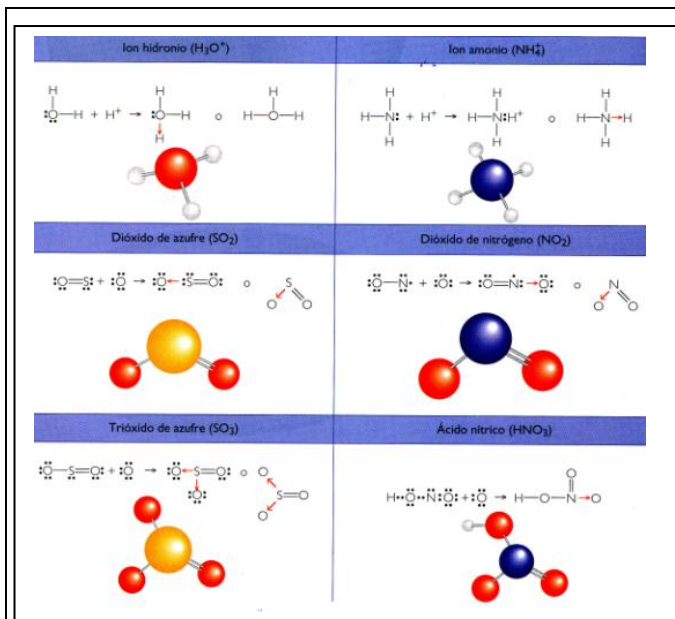 Ion hidronio (H₃O⁺)
Ion amonio (NH₄⁺)
H
H
H
:O—H + H⁺ → :O—H o H—O—H
H
H
H
H
H—N: + H⁺ → H—N:H⁺ o H—N→H
H
H
H
Dióxido de azufre (SO₂)
Dióxido de nitrógeno (NO₂)
:O=S: + :O: → :O←:S=O: o
S
O
O
:O—N· + :O: → :O=N→O: o
N
O
O
Trióxido de azufre (SO₃)
Ácido nítrico (HNO₃)
:O—S=O: + :O → :O←S=O: o
:O:
O
S=O
O
O
H··O··N:O: + :O → H—O—N→O